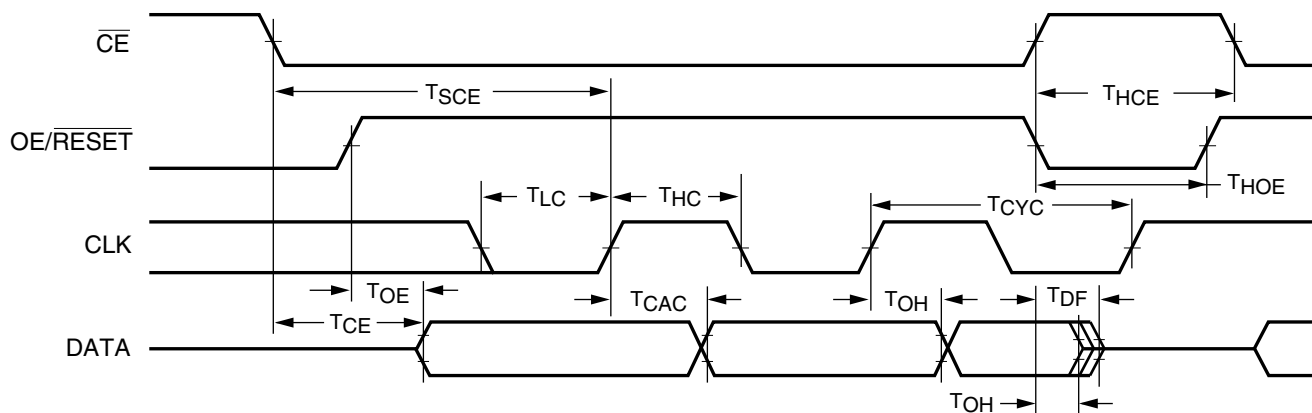 CE
TSCE
THCE
OE/RESET
THOE
TLC
THC
TCYC
CLK
TOE
TCAC
TOH
TDF
TCE
DATA
TOH